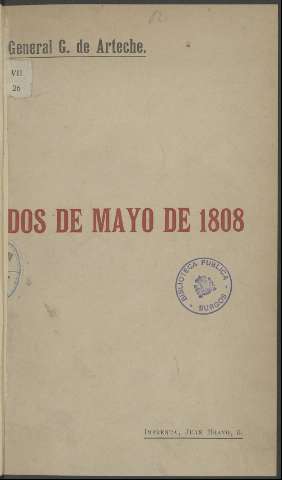 General G. de Arteche.
VII
26
DOS DE MAYO DE 1808
BIBLIOTECA PUBLICA
BURGOS
IMPRENTA, JUAN BRAVO, 5.